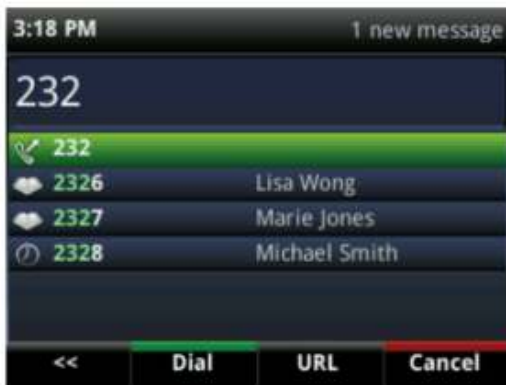 3:18 PM 1 new message
232
232
2326 Lisa Wong
2327 Marie Jones
2328 Michael Smith
<< Dial URL Cancel